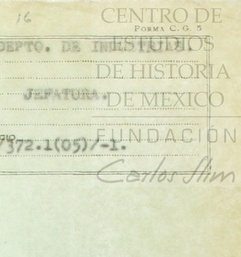 16
CENTRO DE
FORMA C. G. 5
DEPTO. DE
ESTUDIOS
DE HISTORIA
JEFATURA.
DE MEXICO
FUNDACIÓN
/372.1(05)/-1.
Carlos Slim